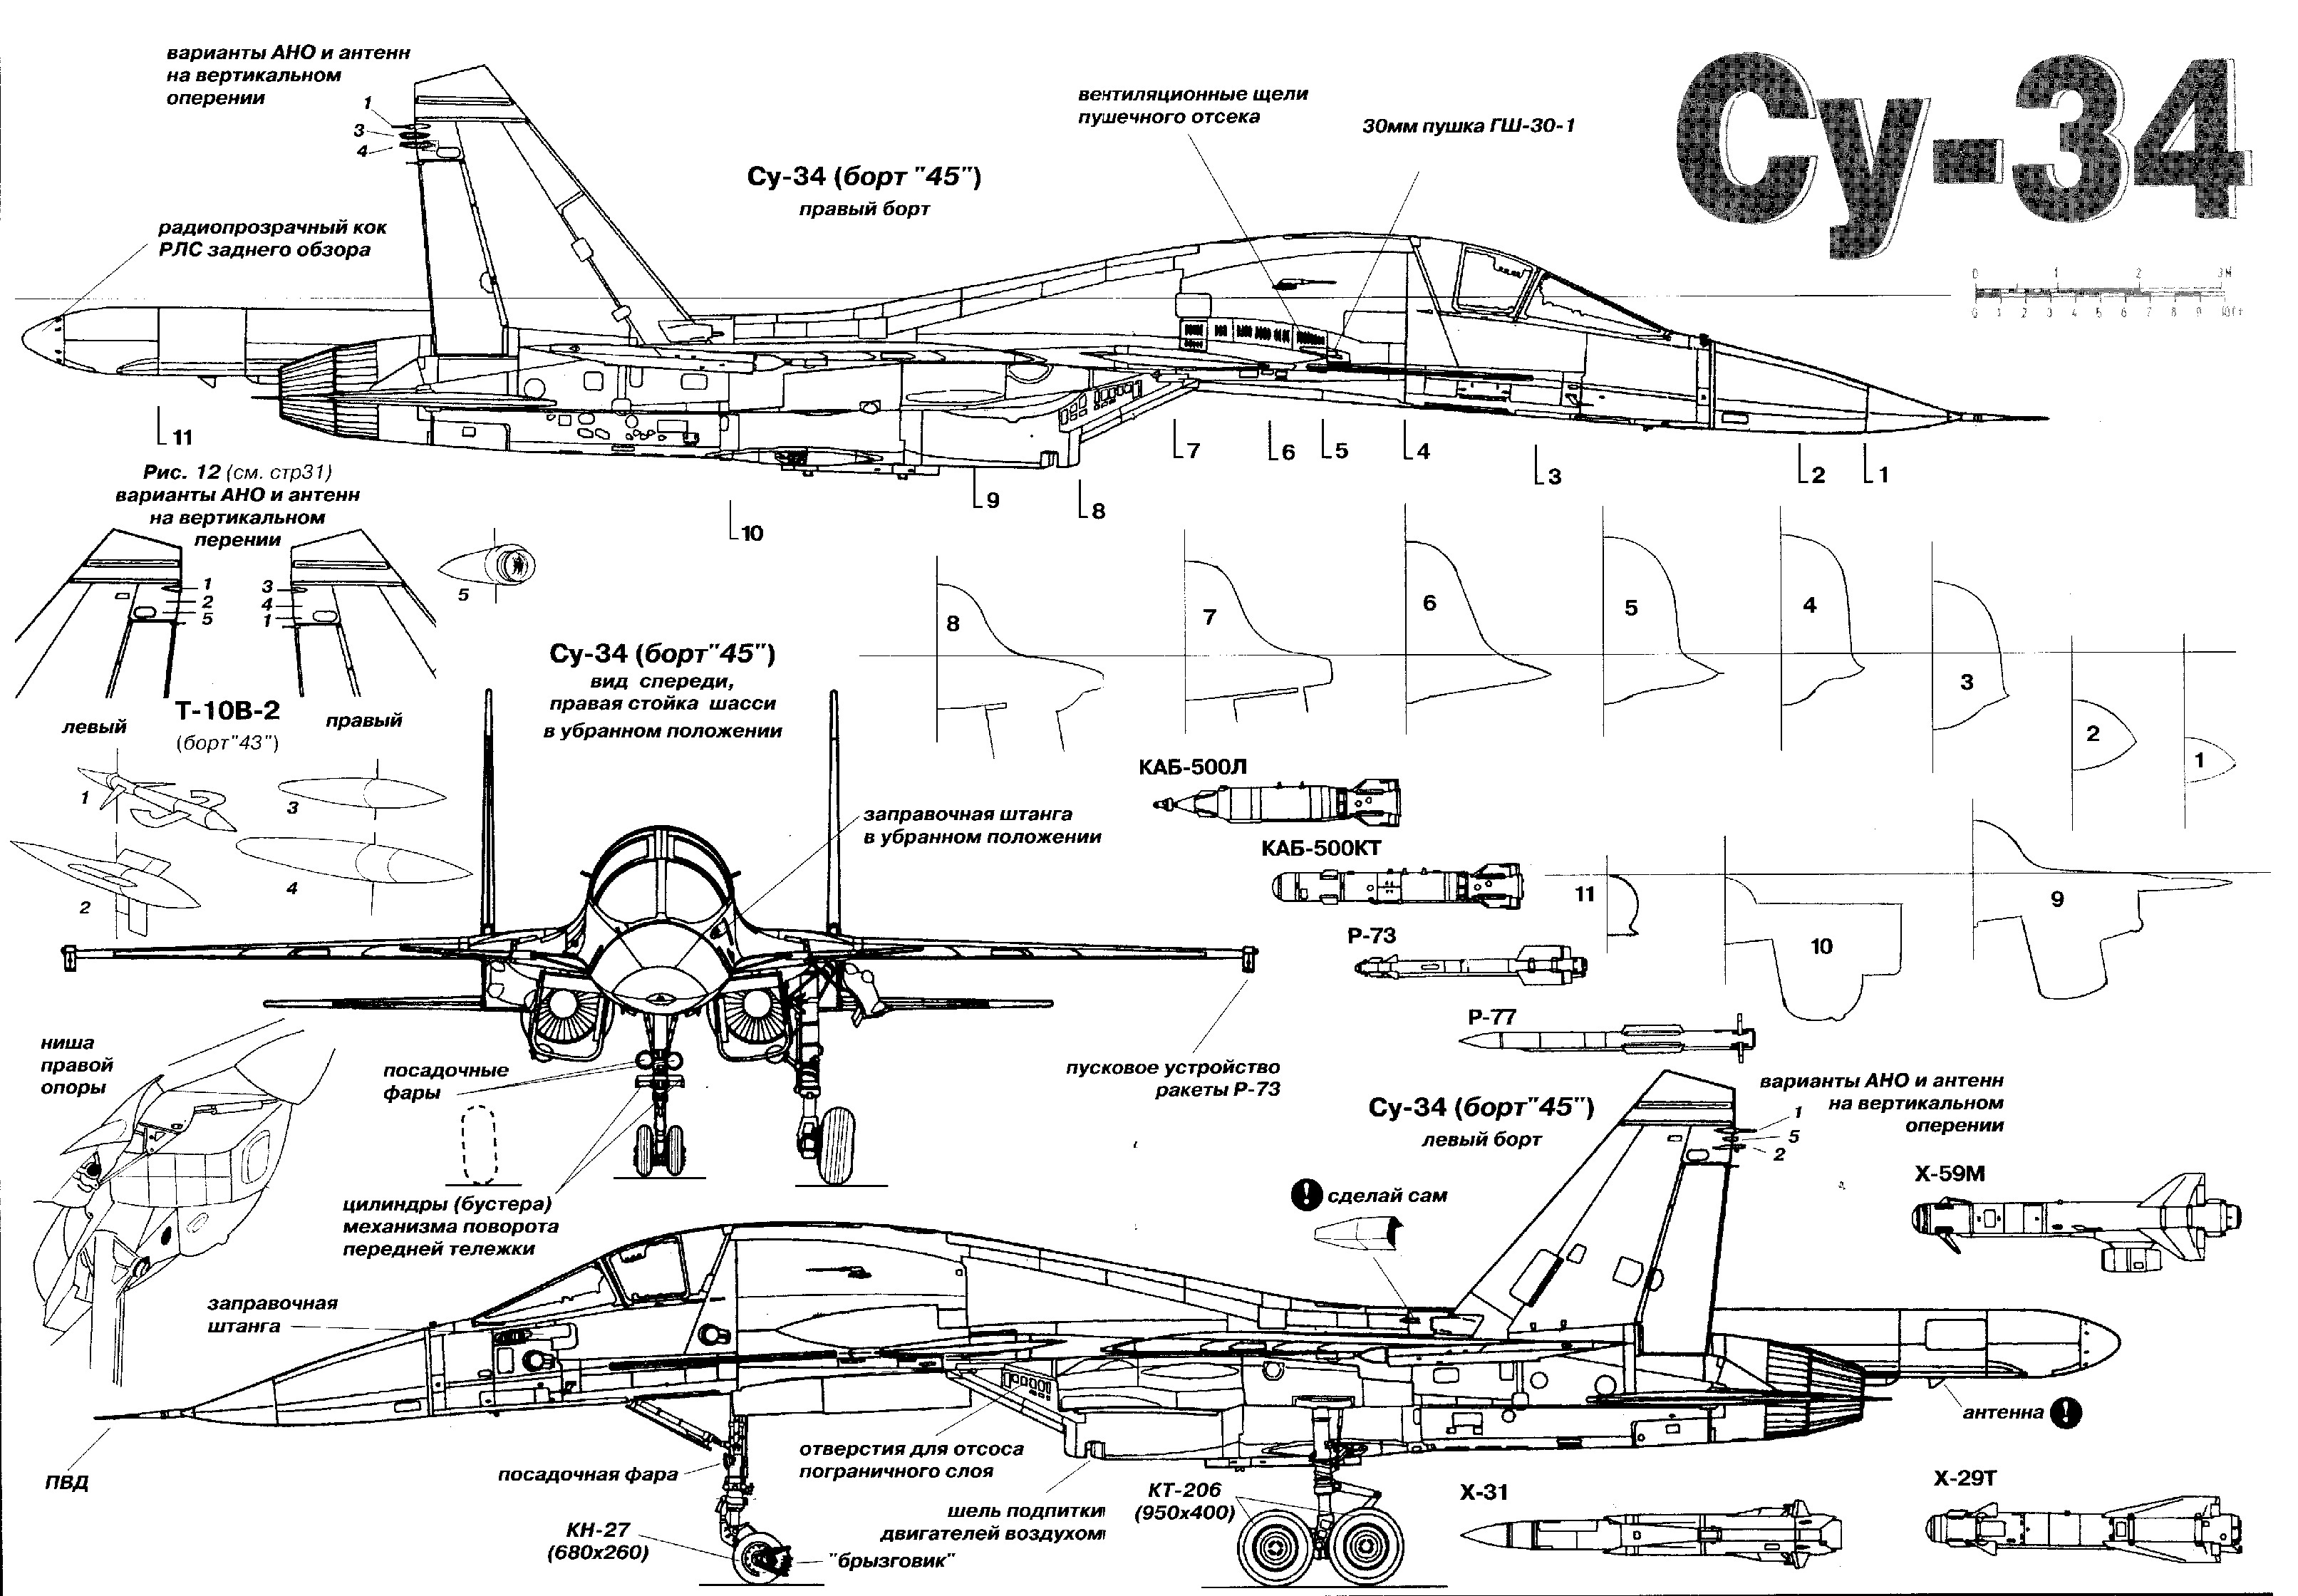 Су-34
0 1 2 3М
0 1 2 3 4 5 6 7 8 9
варианты АНО и антенн
на вертикальном
оперении
1
3
4
вентиляционные щели
пушечного отсека
30мм пушка ГШ-30-1
Су-34 (борт "45")
правый борт
радиопрозрачный кок
РЛС заднего обзора
11
10
9
8
7
6
5
4
3
2
1
Рис. 12 (см. стр31)
варианты АНО и антенн
на вертикальном
перении
1
2
5
3
4
1
5
левый
Т-10В-2
(борт"43")
правый
1
2
3
4
Су-34 (борт"45")
вид спереди,
правая стойка шасси
в убранном положении
8
7
6
5
4
3
2
1
11
10
9
заправочная штанга
в убранном положении
КАБ-500Л
КАБ-500КТ
Р-73
Р-77
ниша
правой
опоры
посадочные
фары
цилиндры (бустера)
механизма поворота
передней тележки
пусковое устройство
ракеты Р-73
Су-34 (борт"45")
левый борт
варианты АНО и антенн
на вертикальном
оперении
1
5
2
! сделай сам
Х-59М
заправочная
штанга
ПВД
посадочная фара
отверстия для отсоса
пограничного слоя
шель подпитки
двигателей воздухом
КН-27
(680х260)
"брызговик"
КТ-206
(950х400)
антенна !
Х-31
Х-29Т